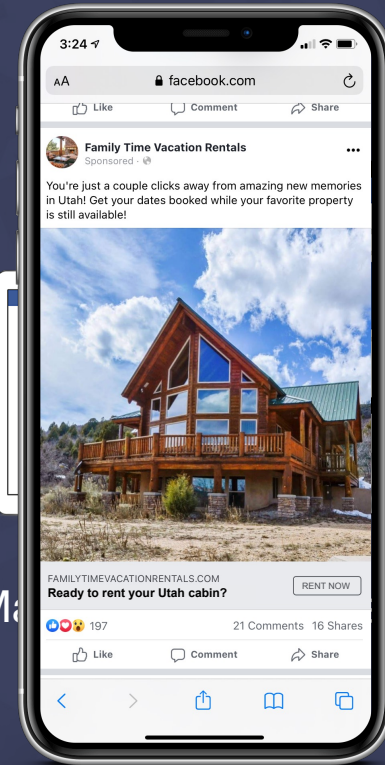 3:24
AA facebook.com
Like Comment Share
Family Time Vacation Rentals
Sponsored ·
You're just a couple clicks away from amazing new memories
in Utah! Get your dates booked while your favorite property
is still available!
FAMILYTIMEVACATIONRENTALS.COM
Ready to rent your Utah cabin?
RENT NOW
197 21 Comments 16 Shares
Like Comment Share